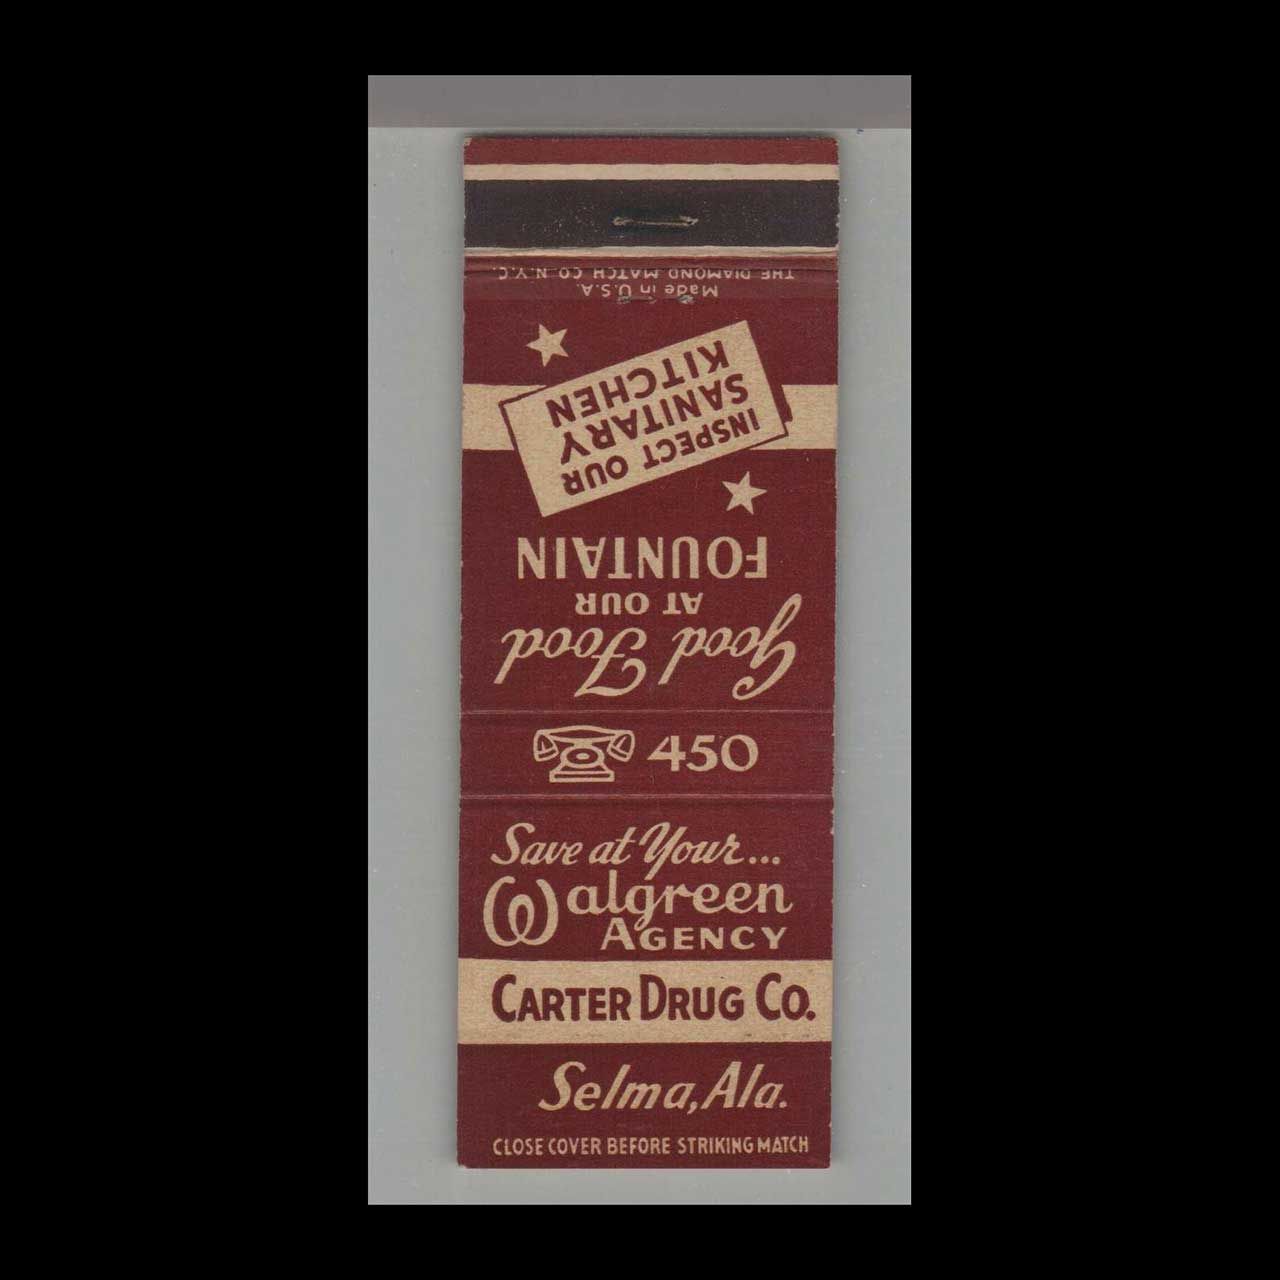 Save at Your...
Walgreen
AGENCY
CARTER DRUG CO.
Selma, Ala.
CLOSE COVER BEFORE STRIKING MATCH
450
Good Food
AT OUR
FOUNTAIN
INSPECT OUR
SANITARY
KITCHEN
Made in U.S.A.
THE DIAMOND MATCH CO. N.Y.C.